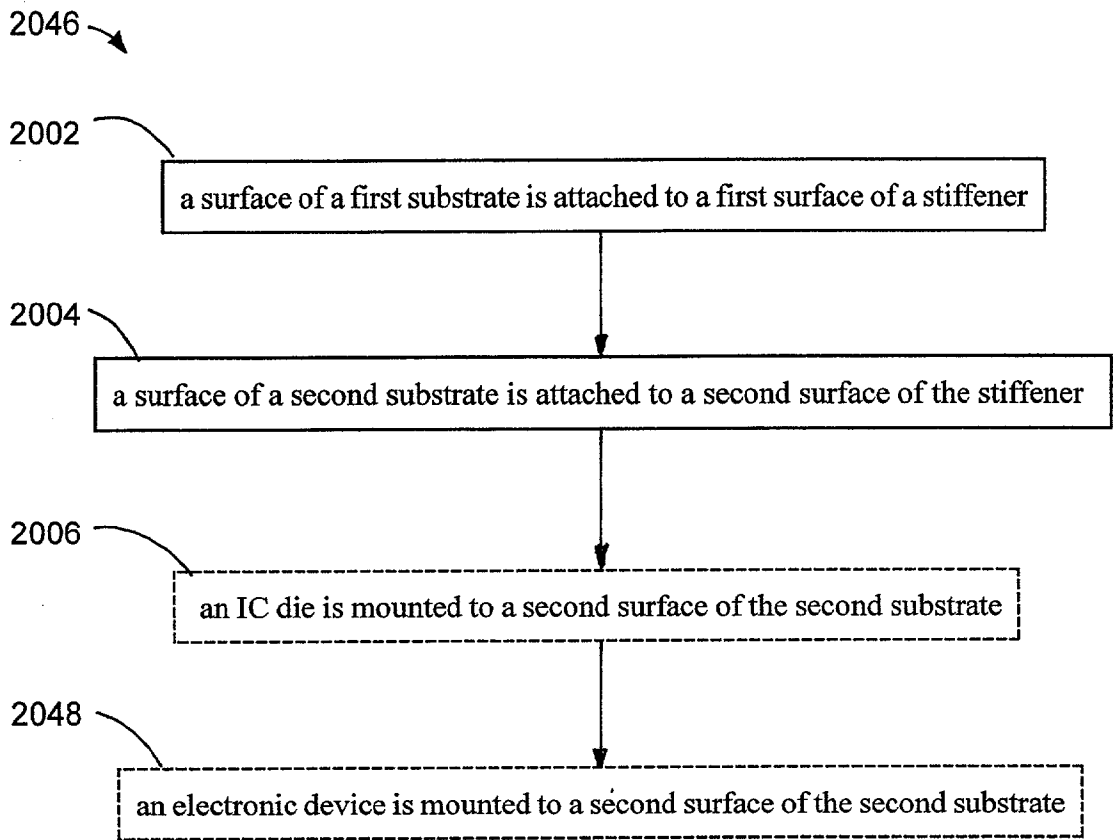 2046
2002
a surface of a first substrate is attached to a first surface of a stiffener
2004
a surface of a second substrate is attached to a second surface of the stiffener
2006
an IC die is mounted to a second surface of the second substrate
2048
an electronic device is mounted to a second surface of the second substrate